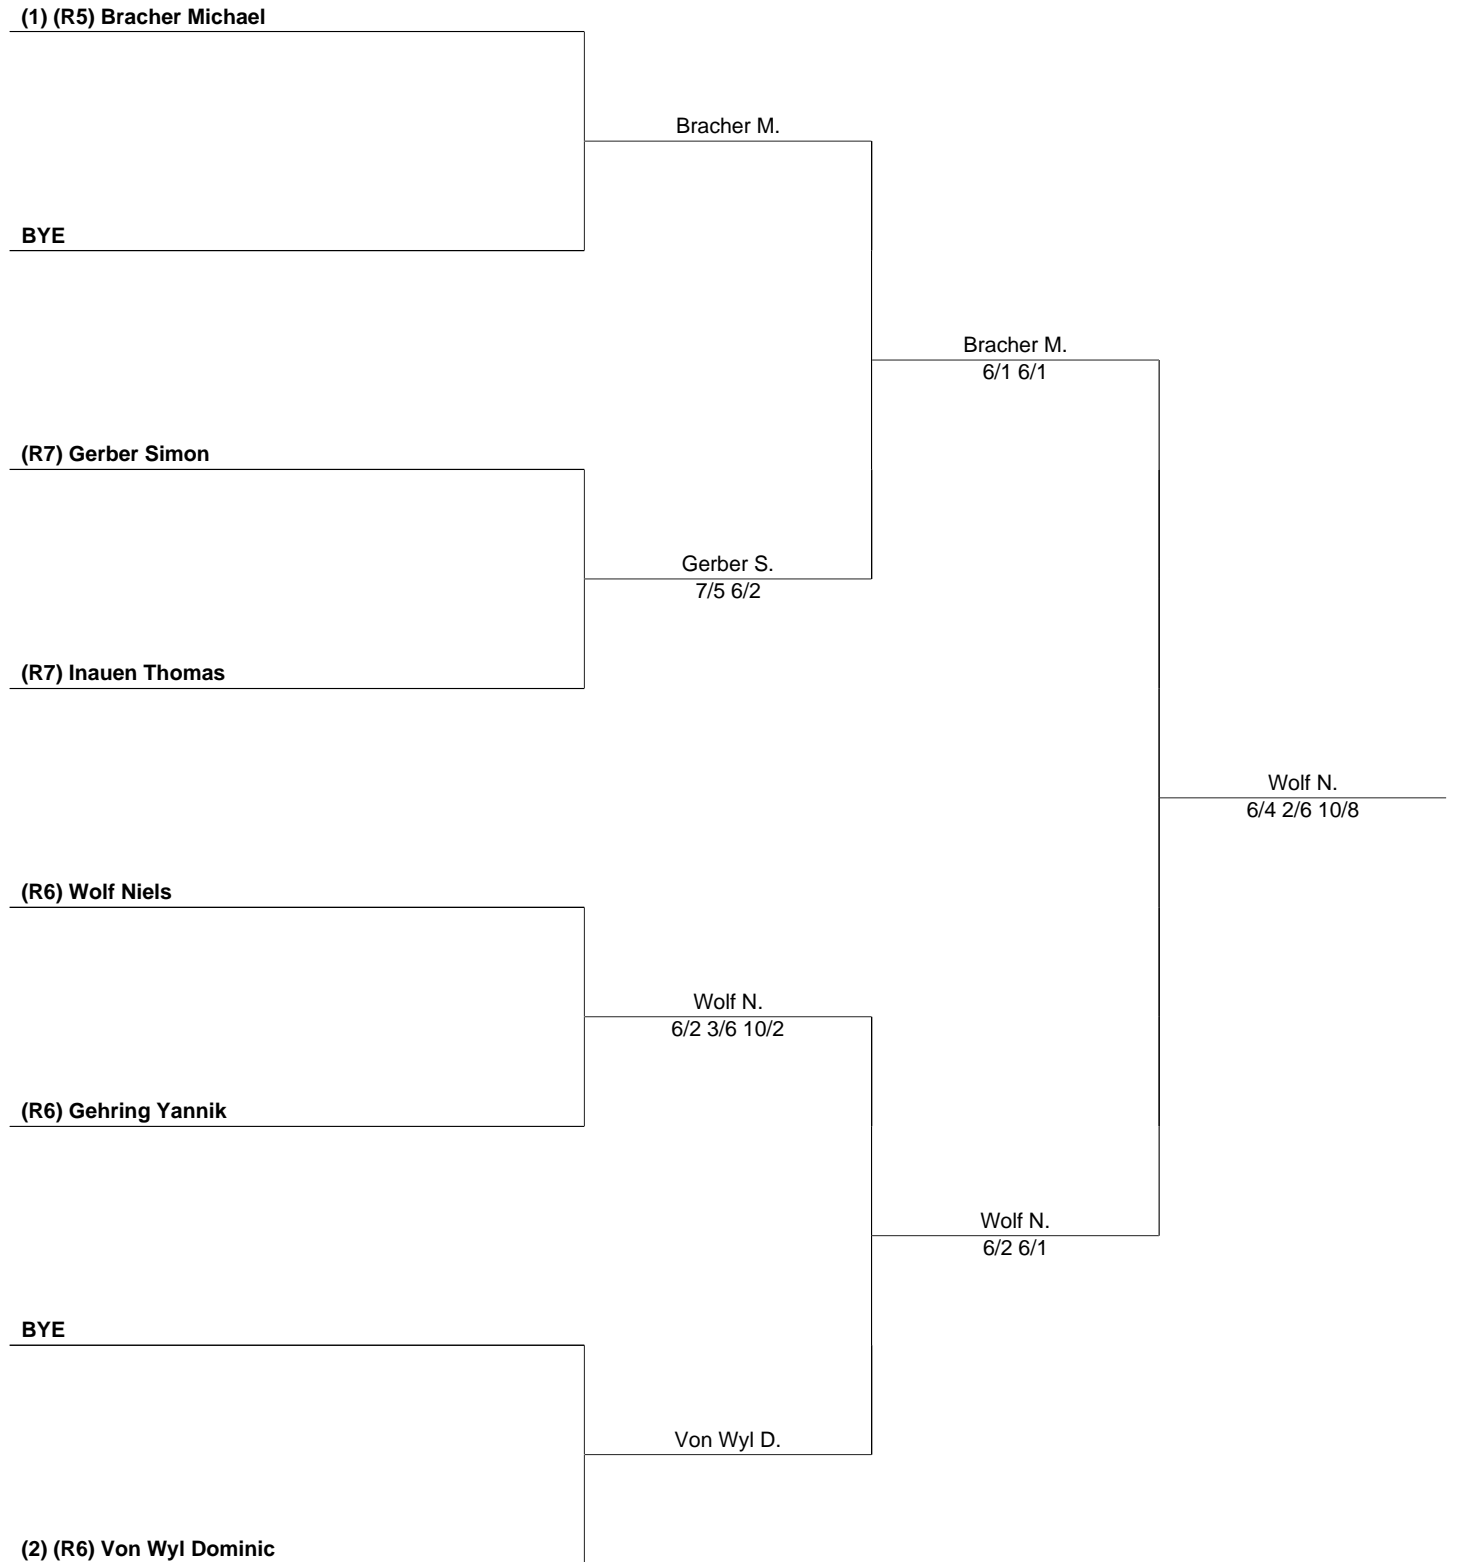 (1) (R5) Bracher Michael
Bracher M.
BYE
Bracher M.
6/1 6/1
(R7) Gerber Simon
Gerber S.
7/5 6/2
(R7) Inauen Thomas
Wolf N.
6/4 2/6 10/8
(R6) Wolf Niels
Wolf N.
6/2 3/6 10/2
(R6) Gehring Yannik
Wolf N.
6/2 6/1
BYE
Von Wyl D.
(2) (R6) Von Wyl Dominic